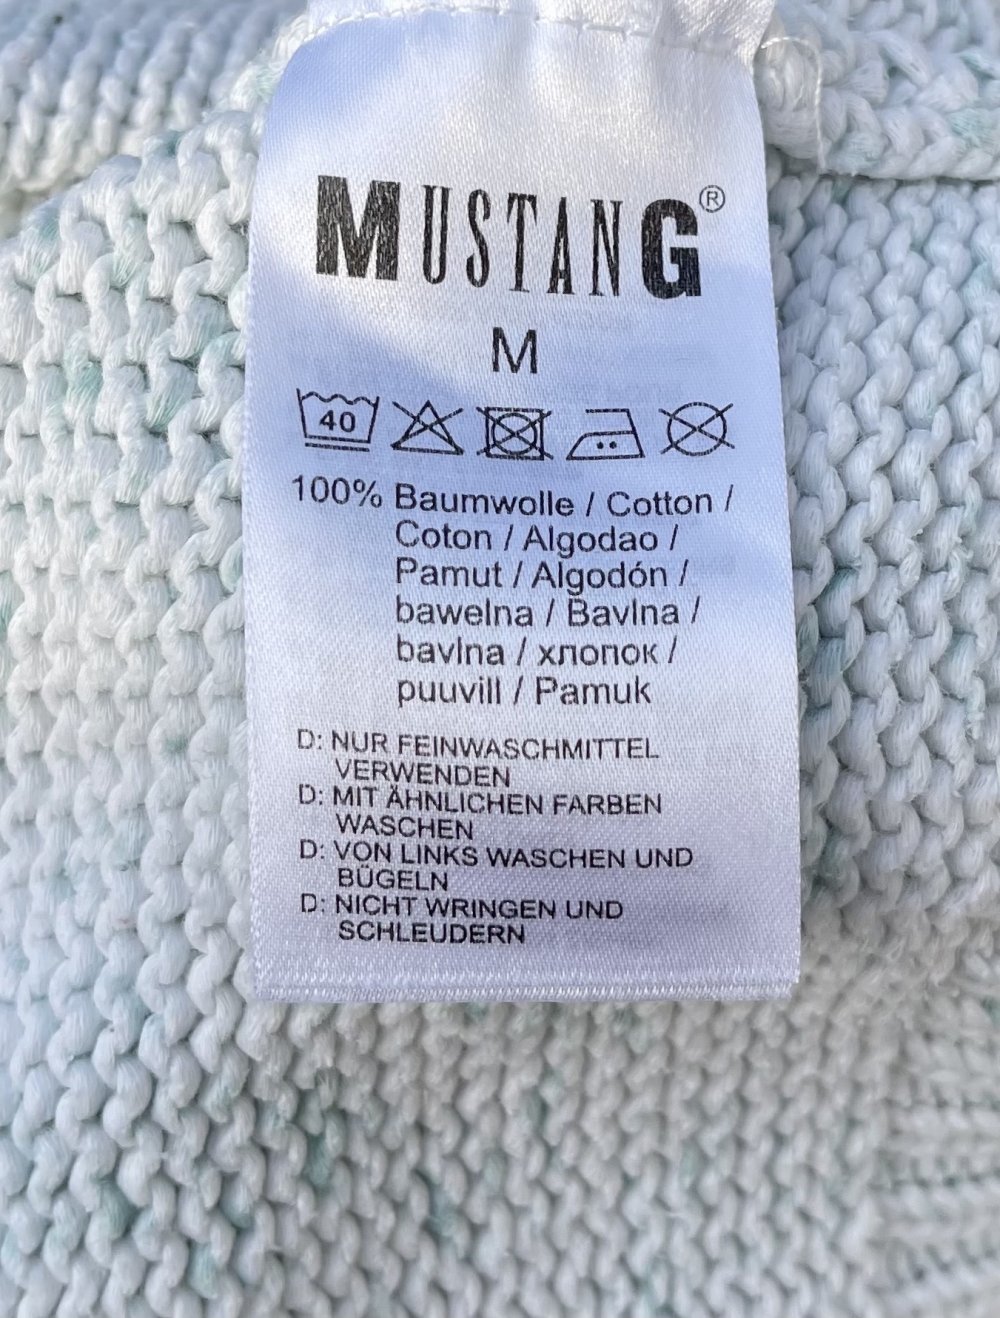 MUSTANG®
M
40
100% Baumwolle / Cotton /
Coton / Algodao /
Pamut / Algodón /
bawelna / Bavlna /
bavlna / хлопок /
puuvill / Pamuk
D: NUR FEINWASCHMITTEL
VERWENDEN
D: MIT ÄHNLICHEN FARBEN
WASCHEN
D: VON LINKS WASCHEN UND
BÜGELN
D: NICHT WRINGEN UND
SCHLEUDERN